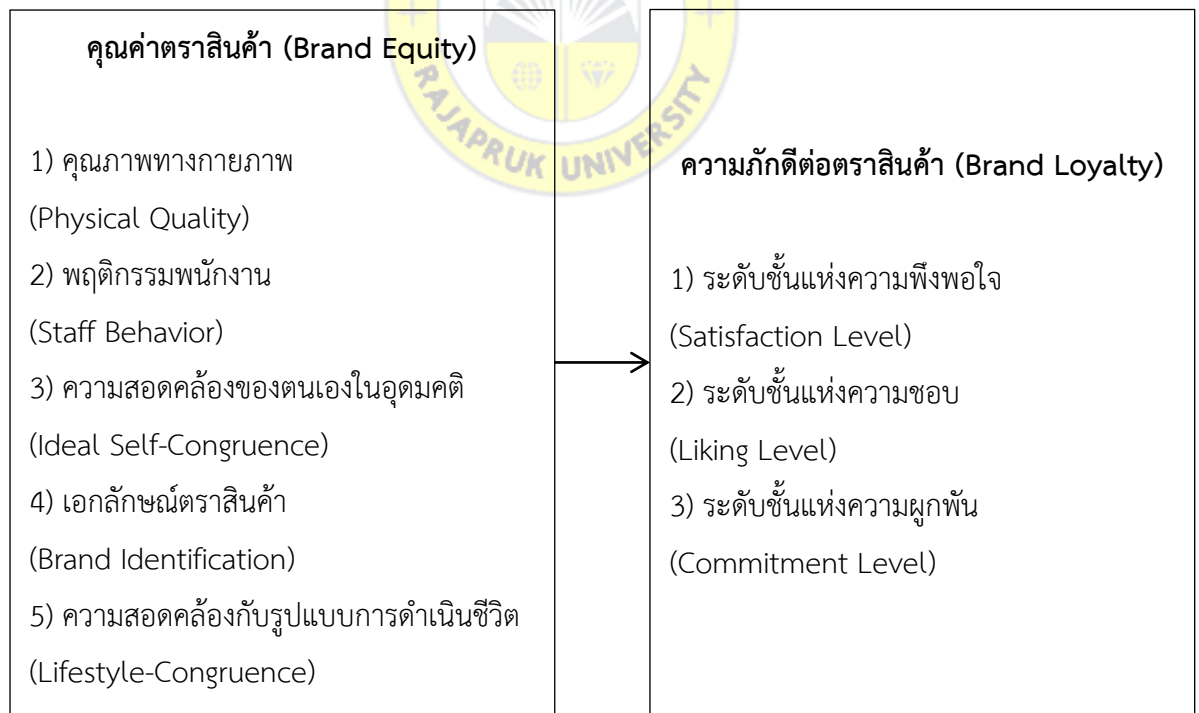 คุณค่าตราสินค้า (Brand Equity)
1) คุณภาพทางกายภาพ
(Physical Quality)
2) พฤติกรรมพนักงาน
(Staff Behavior)
3) ความสอดคล้องของตนเองในอุดมคติ
(Ideal Self-Congruence)
4) เอกลักษณ์ตราสินค้า
(Brand Identification)
5) ความสอดคล้องกับรูปแบบการดำเนินชีวิต
(Lifestyle-Congruence)
ความภักดีต่อตราสินค้า (Brand Loyalty)
1) ระดับชั้นแห่งความพึงพอใจ
(Satisfaction Level)
2) ระดับชั้นแห่งความชอบ
(Liking Level)
3) ระดับชั้นแห่งความผูกพัน
(Commitment Level)
RAJAPRUK UNIVERSITY